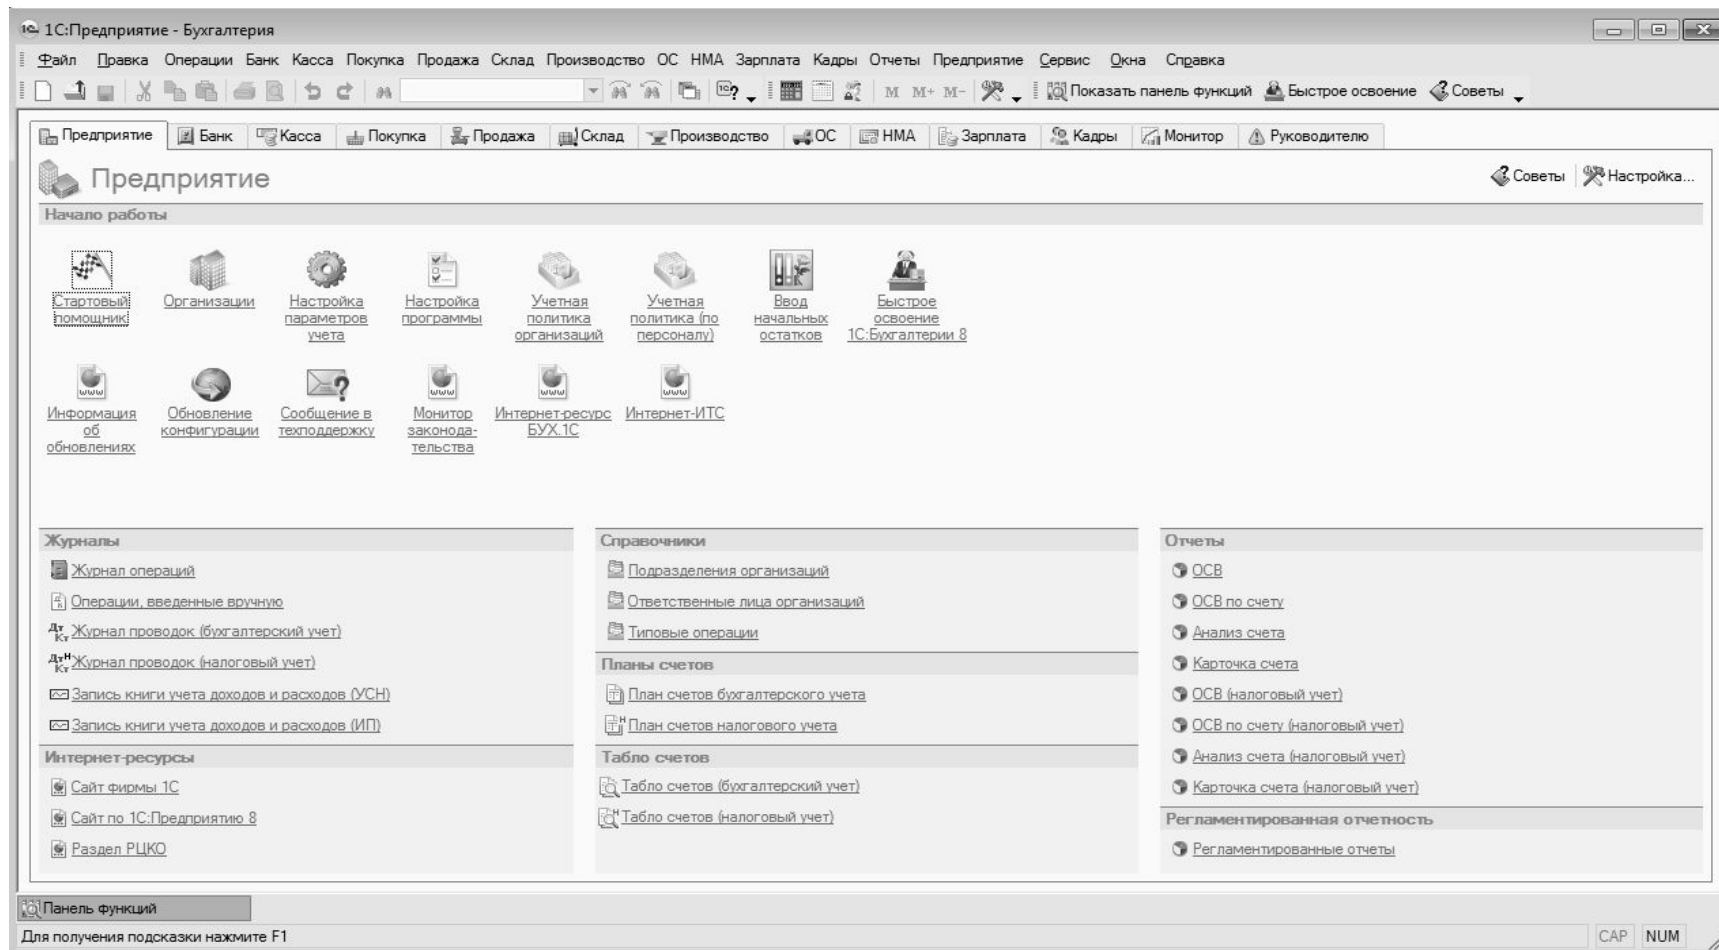 1С:Предприятие - Бухгалтерия
Файл Правка Операции Банк Касса Покупка Продажа Склад Производство ОС НМА Зарплата Кадры Отчеты Предприятие Сервис Окна Справка
M M+ M- Показать панель функций Быстрое освоение Советы
Предприятие Банк Касса Покупка Продажа Склад Производство ОС НМА Зарплата Кадры Монитор Руководителю
Предприятие
Советы Настройка...
Начало работы
Стартовый помощник
Организации
Настройка параметров учета
Настройка программы
Учетная политика организаций
Учетная политика (по персоналу)
Ввод начальных остатков
Быстрое освоение 1С:Бухгалтерии 8
Информация об обновлениях
Обновление конфигурации
Сообщение в техподдержку
Монитор законода-тельства
Интернет-ресурс БУХ.1С
Интернет-ИТС
Журналы
Журнал операций
Операции, введенные вручную
Журнал проводок (бухгалтерский учет)
Журнал проводок (налоговый учет)
Запись книги учета доходов и расходов (УСН)
Запись книги учета доходов и расходов (ИП)
Интернет-ресурсы
Сайт фирмы 1С
Сайт по 1С:Предприятию 8
Раздел РЦКО
Справочники
Подразделения организаций
Ответственные лица организаций
Типовые операции
Планы счетов
План счетов бухгалтерского учета
План счетов налогового учета
Табло счетов
Табло счетов (бухгалтерский учет)
Табло счетов (налоговый учет)
Отчеты
ОСВ
ОСВ по счету
Анализ счета
Карточка счета
ОСВ (налоговый учет)
ОСВ по счету (налоговый учет)
Анализ счета (налоговый учет)
Карточка счета (налоговый учет)
Регламентированная отчетность
Регламентированные отчеты
Панель функций
Для получения подсказки нажмите F1
CAP NUM